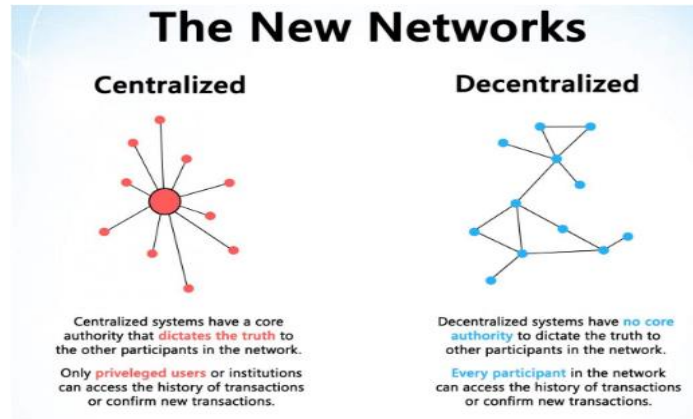 The New Networks
Centralized
Decentralized
Centralized systems have a core
authority that dictates the truth to
the other participants in the network.
Only priveleged users or institutions
can access the history of transactions
or confirm new transactions.
Decentralized systems have no core
authority to dictate the truth to
other participants in the network.
Every participant in the network
can access the history of transactions
or confirm new transactions.